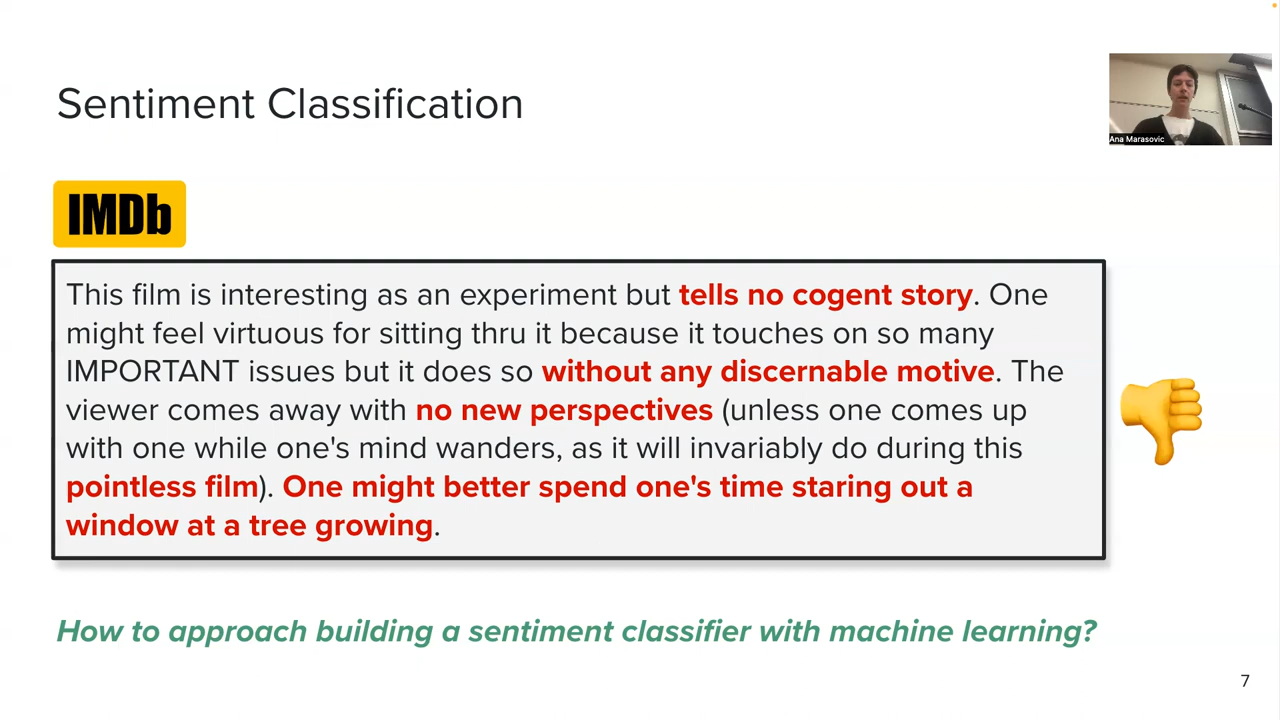 Sentiment Classification
Ana Marasovic
IMDb
This film is interesting as an experiment but tells no cogent story. One
might feel virtuous for sitting thru it because it touches on so many
IMPORTANT issues but it does so without any discernable motive. The
viewer comes away with no new perspectives (unless one comes up
with one while one's mind wanders, as it will invariably do during this
pointless film). One might better spend one's time staring out a
window at a tree growing.
How to approach building a sentiment classifier with machine learning?
7